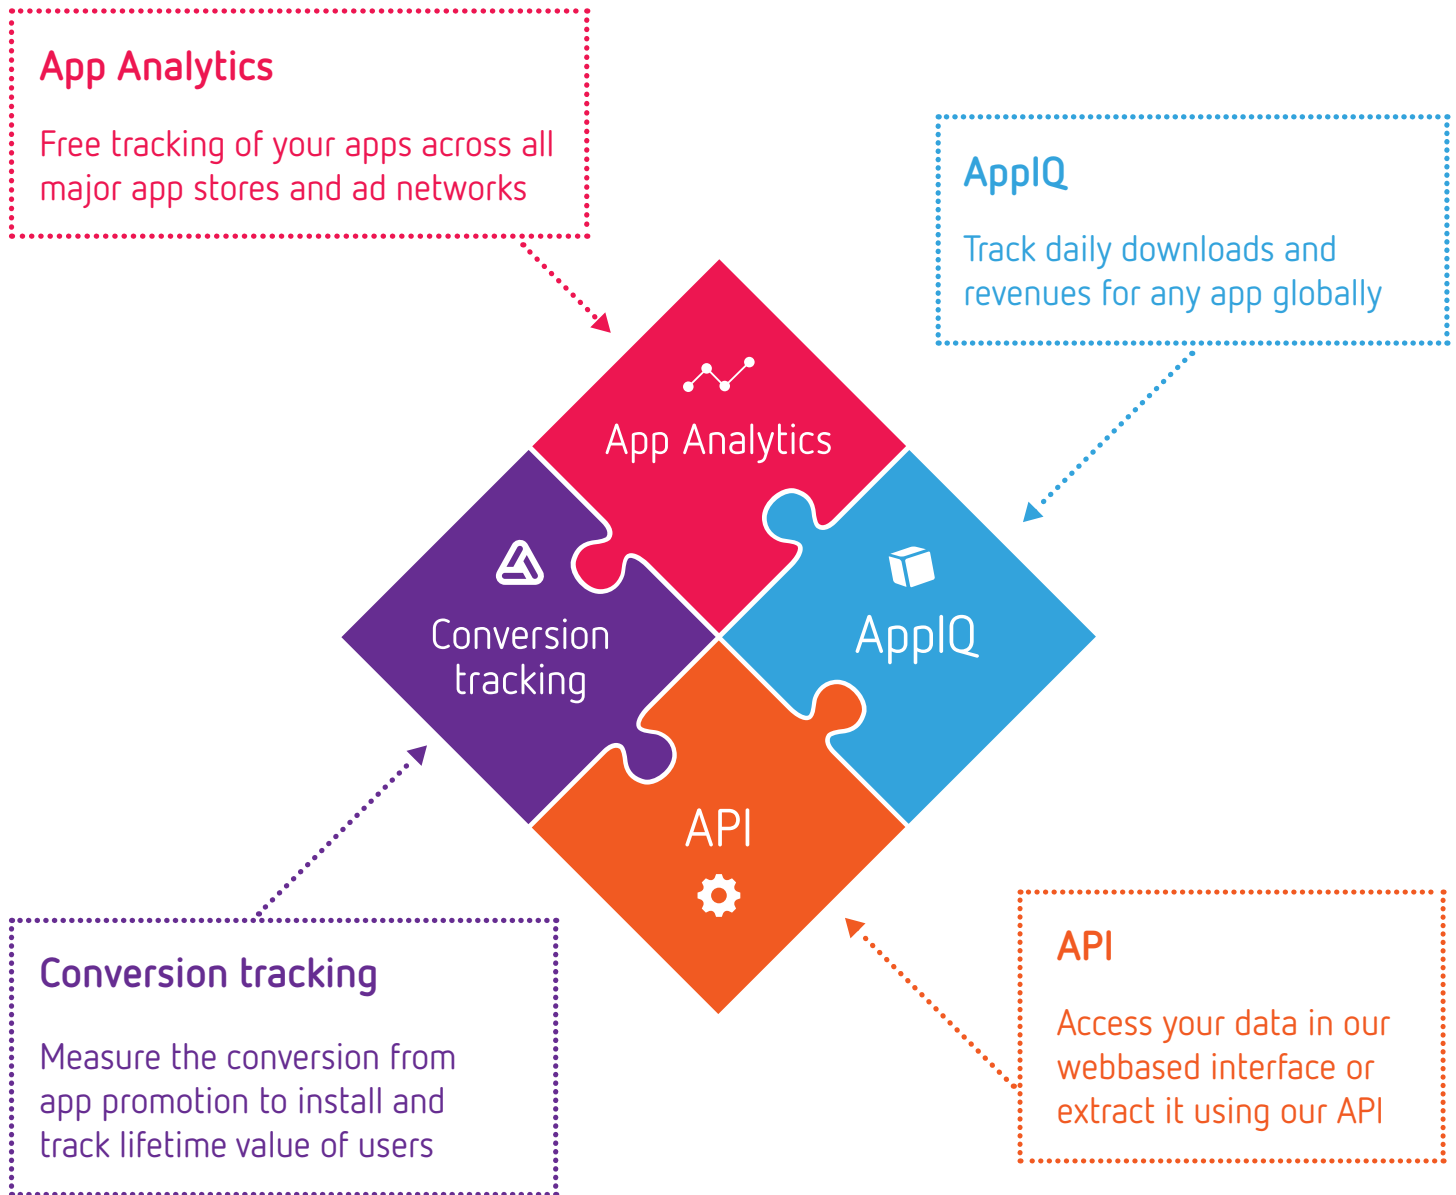 App Analytics
Free tracking of your apps across all
major app stores and ad networks
AppIQ
Track daily downloads and
revenues for any app globally
App Analytics
Conversion
tracking
AppIQ
API
Conversion tracking
Measure the conversion from
app promotion to install and
track lifetime value of users
API
Access your data in our
webbased interface or
extract it using our API